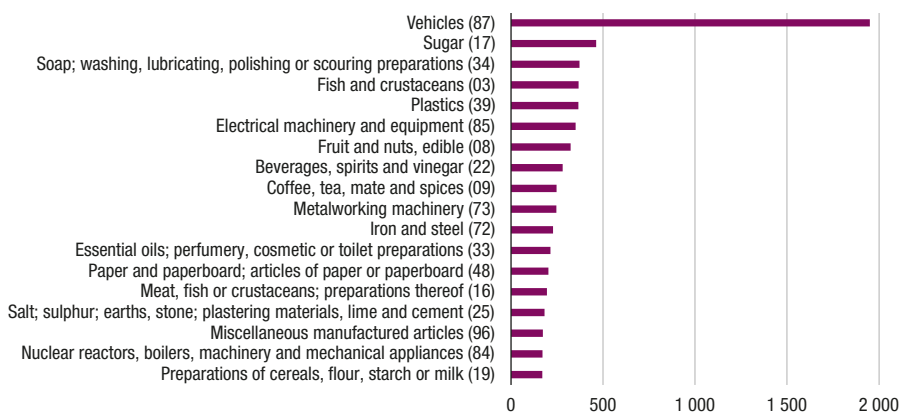 Vehicles (87)
Sugar (17)
Soap; washing, lubricating, polishing or scouring preparations (34)
Fish and crustaceans (03)
Plastics (39)
Electrical machinery and equipment (85)
Fruit and nuts, edible (08)
Beverages, spirits and vinegar (22)
Coffee, tea, mate and spices (09)
Metalworking machinery (73)
Iron and steel (72)
Essential oils; perfumery, cosmetic or toilet preparations (33)
Paper and paperboard; articles of paper or paperboard (48)
Meat, fish or crustaceans; preparations thereof (16)
Salt; sulphur; earths, stone; plastering materials, lime and cement (25)
Miscellaneous manufactured articles (96)
Nuclear reactors, boilers, machinery and mechanical appliances (84)
Preparations of cereals, flour, starch or milk (19)
0 500 1 000 1 500 2 000